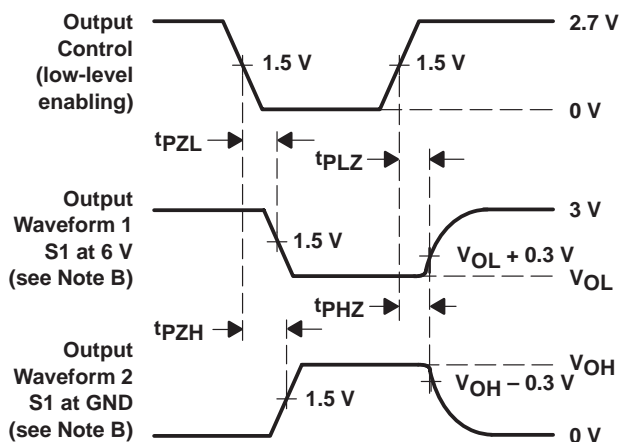 Output
Control
(low-level
enabling)
2.7 V
1.5 V
1.5 V
0 V
tPZL
tPLZ
Output
Waveform 1
S1 at 6 V
(see Note B)
3 V
1.5 V
VOL + 0.3 V
VOL
tPHZ
tPZH
Output
Waveform 2
S1 at GND
(see Note B)
VOH
VOH − 0.3 V
1.5 V
0 V